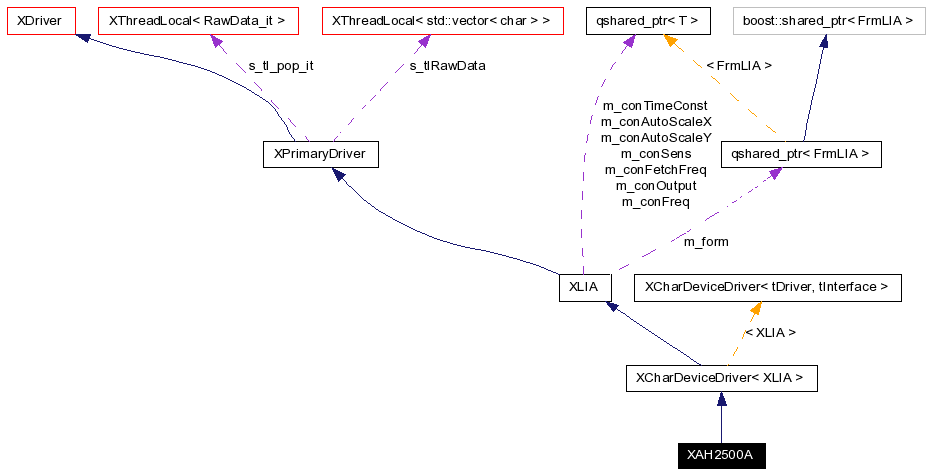 XDriver
XThreadLocal< RawData_it >
XThreadLocal< std::vector< char > >
qshared_ptr< T >
boost::shared_ptr< FrmLIA >
s_tl_pop_it
s_tlRawData
< FrmLIA >
m_conTimeConst
m_conAutoScaleX
m_conAutoScaleY
m_conSens
m_conFetchFreq
m_conOutput
m_conFreq
XPrimaryDriver
qshared_ptr< FrmLIA >
m_form
XLIA
XCharDeviceDriver< tDriver, tInterface >
< XLIA >
XCharDeviceDriver< XLIA >
XAH2500A